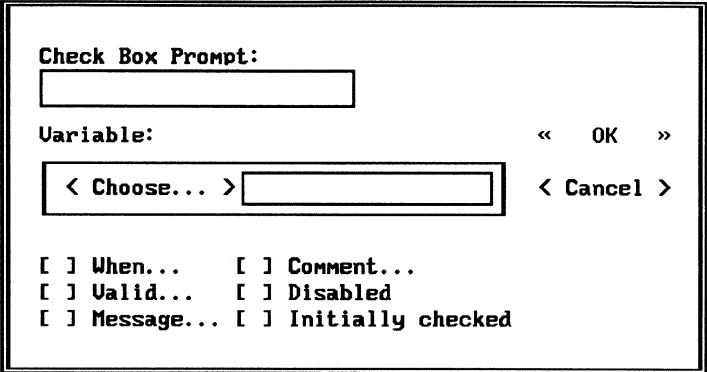 Check Box Prompt:
Variable:
«   OK   »
< Choose... >
< Cancel >
[ ] When...    [ ] Comment...
[ ] Valid...   [ ] Disabled
[ ] Message... [ ] Initially checked